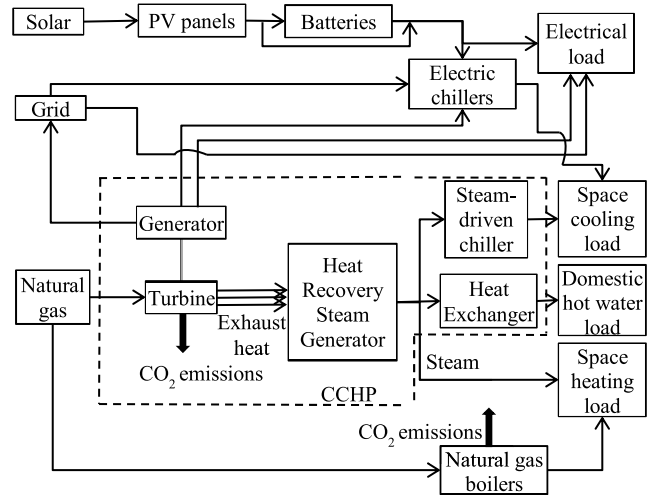 Solar
PV panels
Batteries
Electrical
load
Electric
chillers
Grid
Generator
Steam-
driven
chiller
Space
cooling
load
Natural
gas
Turbine
Exhaust
heat
Heat
Recovery
Steam
Generator
Heat
Exchanger
Domestic
hot water
load
CO₂ emissions
CCHP
Steam
Space
heating
load
CO₂ emissions
Natural gas
boilers